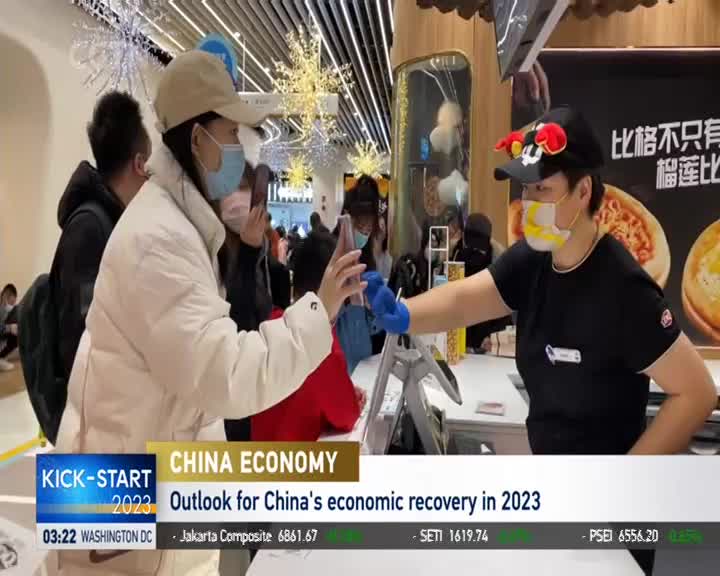 比格不只有
榴莲比
CHINA ECONOMY
KICK-START
2023
Outlook for China's economic recovery in 2023
03:22 WASHINGTON DC
- Jakarta Composite 6861.67 - SETI 1619.74 - PSEI 6556.20 0.65%